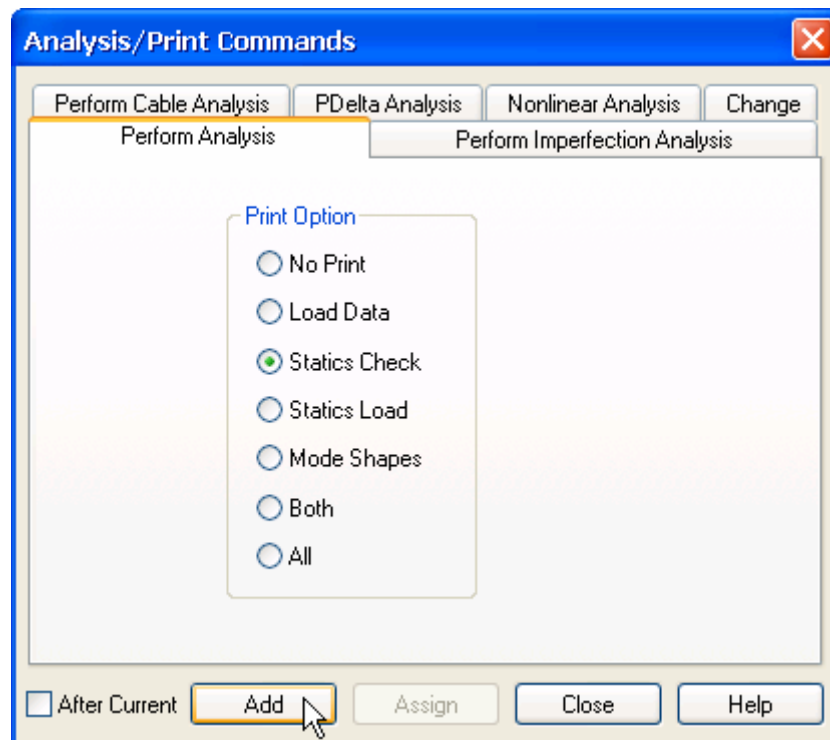 Analysis/Print Commands
Perform Cable Analysis PDelta Analysis Nonlinear Analysis Change
Perform Analysis Perform Imperfection Analysis
Print Option
No Print
Load Data
Statics Check
Statics Load
Mode Shapes
Both
All
After Current Add Assign Close Help